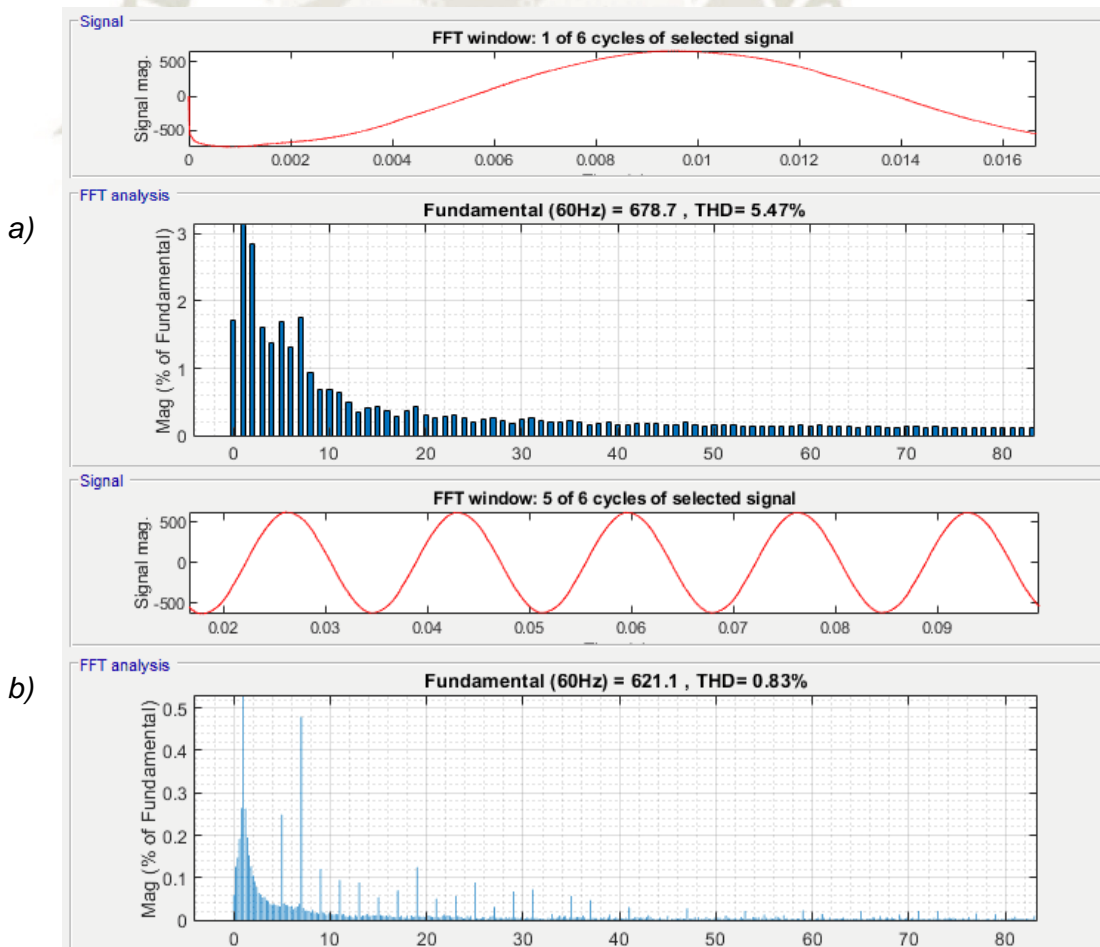 Signal
FFT window: 1 of 6 cycles of selected signal
Signal mag.
500
0
-500
0 0.002 0.004 0.006 0.008 0.01 0.012 0.014 0.016
FFT analysis
a)
Fundamental (60Hz) = 678.7 , THD= 5.47%
Mag (% of Fundamental)
3
2
1
0
0 10 20 30 40 50 60 70 80
Signal
FFT window: 5 of 6 cycles of selected signal
Signal mag.
500
0
-500
0.02 0.03 0.04 0.05 0.06 0.07 0.08 0.09
FFT analysis
b)
Fundamental (60Hz) = 621.1 , THD= 0.83%
Mag (% of Fundamental)
0.5
0.4
0.3
0.2
0.1
0
0 10 20 30 40 50 60 70 80